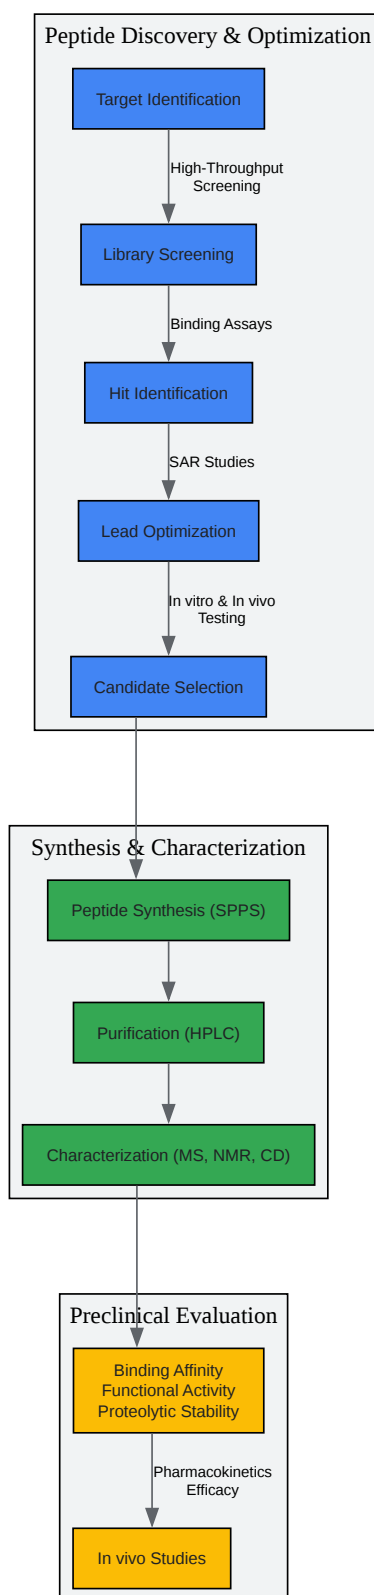 Peptide Discovery & Optimization
Target Identification
High-Throughput
Screening
Library Screening
Binding Assays
Hit Identification
SAR Studies
Lead Optimization
In vitro & In vivo
Testing
Candidate Selection
Synthesis & Characterization
Peptide Synthesis (SPPS)
Purification (HPLC)
Characterization (MS, NMR, CD)
Preclinical Evaluation
Binding Affinity
Functional Activity
Proteolytic Stability
Pharmacokinetics
Efficacy
In vivo Studies